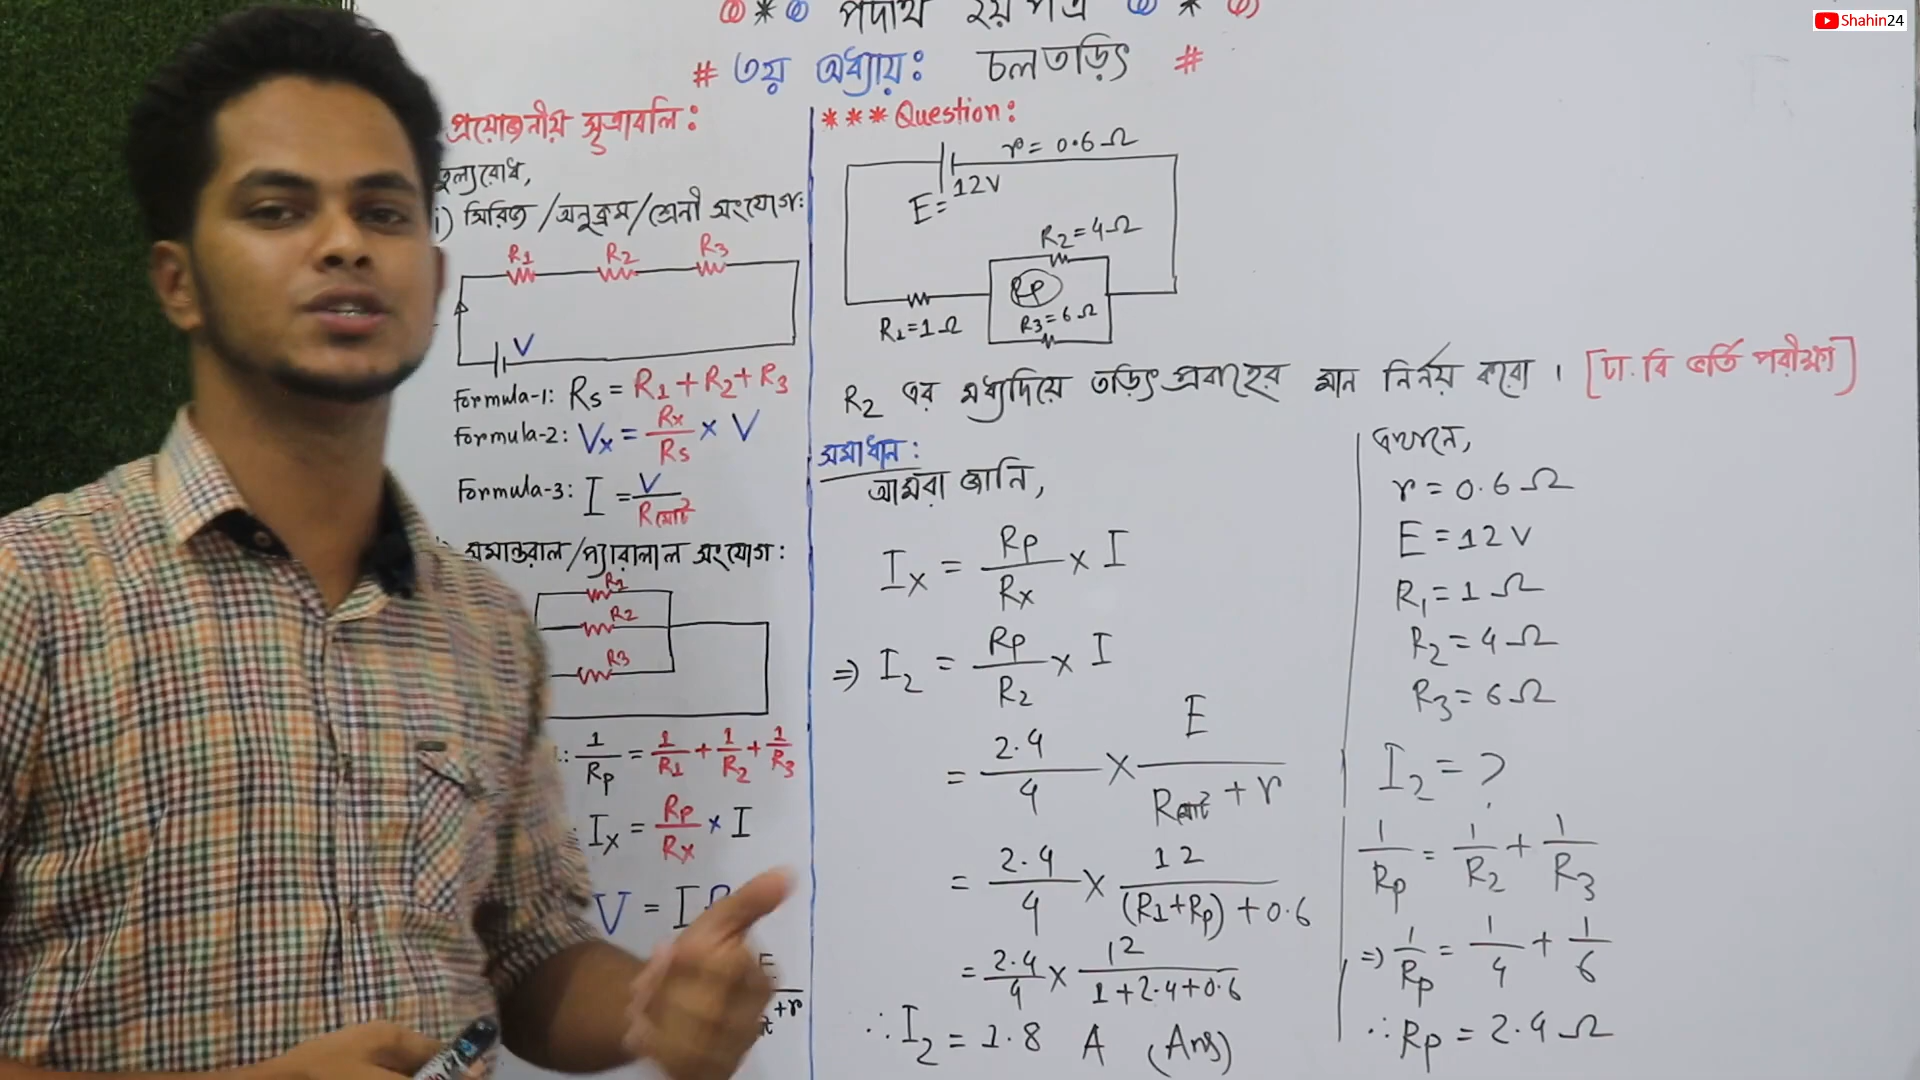 Shahin24
পদার্থ ২য় পত্র
# ৩য় অধ্যায়: চলতড়িৎ #
প্রয়োজনীয় সূত্রাবলি:
তুল্যরোধ,
i) সিরিজ/অনুক্রম/শ্রেনী সংযোগ:
R1 R2 R3
V
Formula-1: Rs = R1 + R2 + R3
Formula-2: Vx = Rx/Rs × V
Formula-3: I = V/Rমোট
সমান্তরাল/প্যারালাল সংযোগ:
R1
R2
R3
∴ 1/Rp = 1/R1 + 1/R2 + 1/R3
Ix = Rp/Rx × I
V = I
*** Question:
r = 0.6 Ω
E = 12V
R2 = 4Ω
Rp
R3 = 6Ω
R1 = 1Ω
R2 এর মধ্যদিয়ে তড়িৎ প্রবাহের মান নির্নয় করো। [ঢা.বি ভর্তি পরীক্ষা]
সমাধান:
আমরা জানি,
Ix = Rp/Rx × I
⇒ I2 = Rp/R2 × I
= 2.4/4 × E/(Rমোট + r)
= 2.4/4 × 12/((R1+Rp) + 0.6)
= 2.4/4 × 12/(1+2.4+0.6)
∴ I2 = 1.8 A (Ans)
এখানে,
r = 0.6 Ω
E = 12 V
R1 = 1 Ω
R2 = 4 Ω
R3 = 6 Ω
I2 = ?
1/Rp = 1/R2 + 1/R3
⇒ 1/Rp = 1/4 + 1/6
∴ Rp = 2.4 Ω